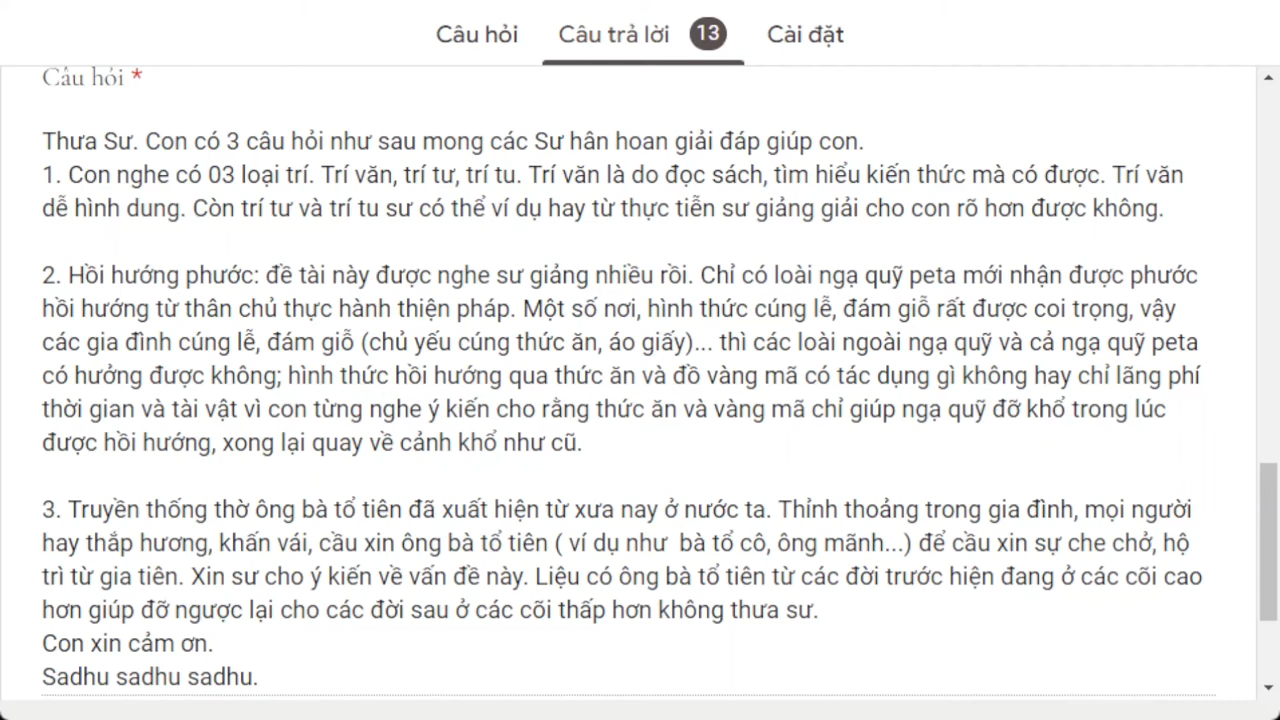 Câu hỏi Câu trả lời 13 Cài đặt
Câu hỏi *
Thưa Sư. Con có 3 câu hỏi như sau mong các Sư hân hoan giải đáp giúp con.
1. Con nghe có 03 loại trí. Trí văn, trí tư, trí tu. Trí văn là do đọc sách, tìm hiểu kiến thức mà có được. Trí văn
dễ hình dung. Còn trí tư và trí tu sư có thể ví dụ hay từ thực tiễn sư giảng giải cho con rõ hơn được không.
2. Hồi hướng phước: đề tài này được nghe sư giảng nhiều rồi. Chỉ có loài ngạ quỹ peta mới nhận được phước
hồi hướng từ thân chủ thực hành thiện pháp. Một số nơi, hình thức cúng lễ, đám giỗ rất được coi trọng, vậy
các gia đình cúng lễ, đám giỗ (chủ yếu cúng thức ăn, áo giấy)... thì các loài ngoài ngạ quỹ và cả ngạ quỹ peta
có hưởng được không; hình thức hồi hướng qua thức ăn và đồ vàng mã có tác dụng gì không hay chỉ lãng phí
thời gian và tài vật vì con từng nghe ý kiến cho rằng thức ăn và vàng mã chỉ giúp ngạ quỹ đỡ khổ trong lúc
được hồi hướng, xong lại quay về cảnh khổ như cũ.
3. Truyền thống thờ ông bà tổ tiên đã xuất hiện từ xưa nay ở nước ta. Thỉnh thoảng trong gia đình, mọi người
hay thắp hương, khấn vái, cầu xin ông bà tổ tiên ( ví dụ như  bà tổ cô, ông mãnh...) để cầu xin sự che chở, hộ
trì từ gia tiên. Xin sư cho ý kiến về vấn đề này. Liệu có ông bà tổ tiên từ các đời trước hiện đang ở các cõi cao
hơn giúp đỡ ngược lại cho các đời sau ở các cõi thấp hơn không thưa sư.
Con xin cảm ơn.
Sadhu sadhu sadhu.